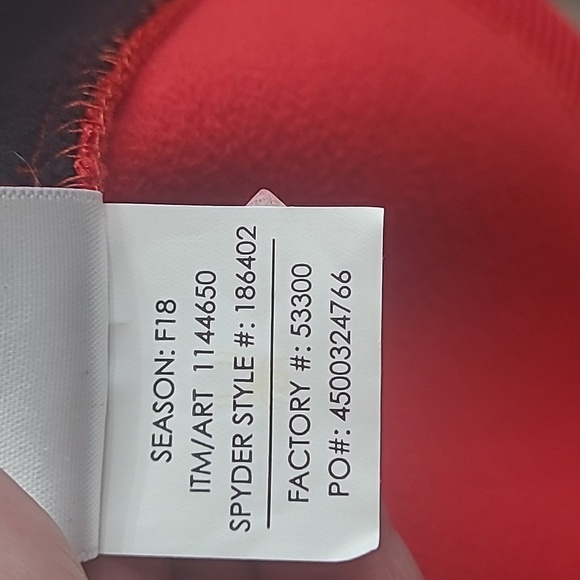 SEASON: F18
ITM/ART 1144650
SPYDER STYLE #: 186402
FACTORY #: 53300
PO#: 4500324766